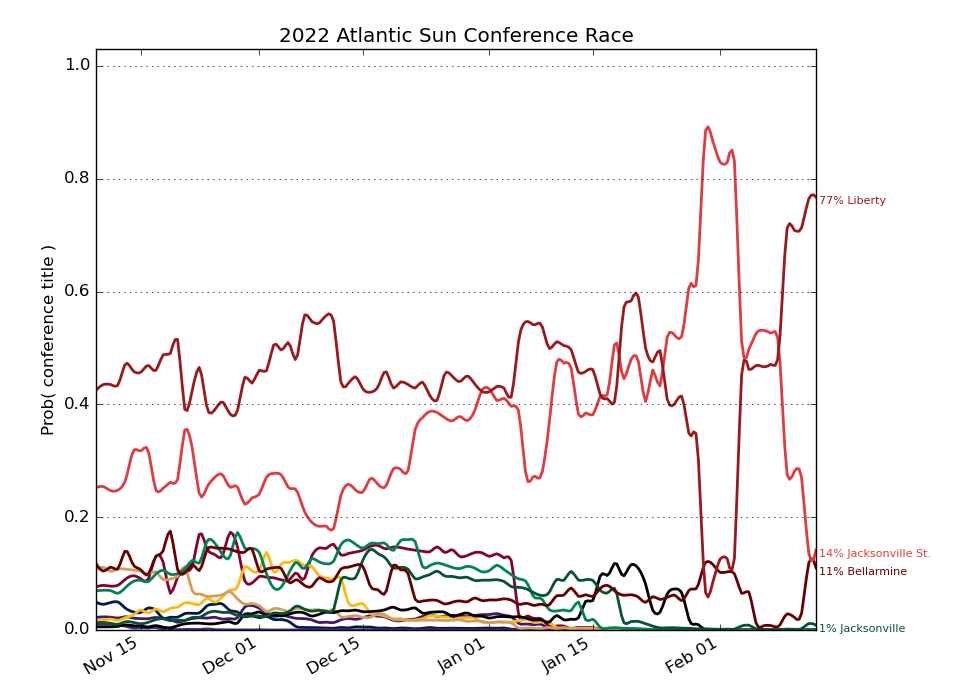 2022 Atlantic Sun Conference Race
Prob( conference title )
1.0
0.8
0.6
0.4
0.2
0.0
Nov 15
Dec 01
Dec 15
Jan 01
Jan 15
Feb 01
77% Liberty
14% Jacksonville St.
11% Bellarmine
1% Jacksonville